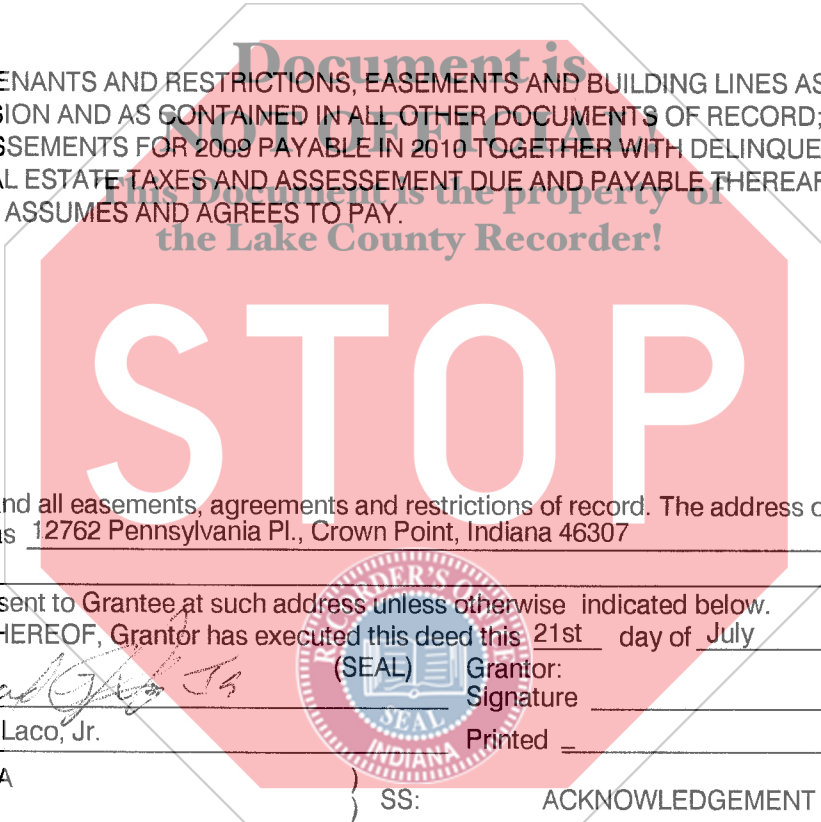 Document is
ENANTS AND RESTRICTIONS, EASEMENTS AND BUILDING LINES AS
SION AND AS CONTAINED IN ALL OTHER DOCUMENTS OF RECORD;
NOT OFFICIAL!
SSEMENTS FOR 2009 PAYABLE IN 2010 TOGETHER WITH DELINQUE
AL ESTATE TAXES AND ASSESSEMENT DUE AND PAYABLE THEREAF
This Document is the property of
ASSUMES AND AGREES TO PAY.
the Lake County Recorder!
STOP
nd all easements, agreements and restrictions of record. The address o
s 12762 Pennsylvania Pl., Crown Point, Indiana 46307
sent to Grantee at such address unless otherwise indicated below.
HEREOF, Grantor has executed this deed this 21st day of July
(SEAL) Grantor:
Jr
Signature
Laco, Jr.
Printed
RECORDER'S OFFICE
SEAL
INDIANA
A
) SS: ACKNOWLEDGEMENT
)